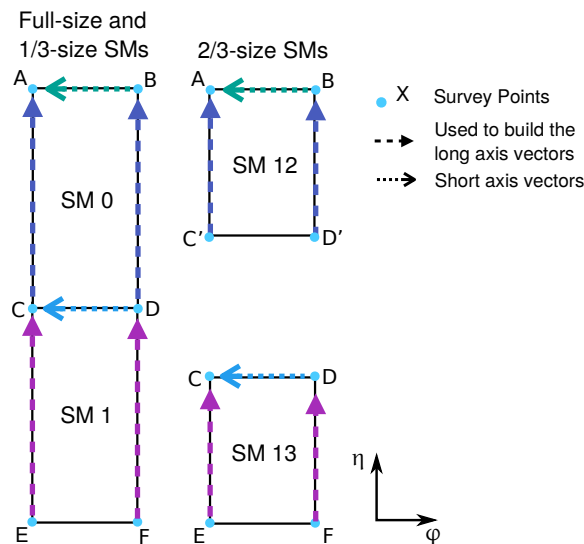 Full-size and
1/3-size SMs
2/3-size SMs
A
B
A
B
X
Survey Points
Used to build the
long axis vectors
Short axis vectors
SM 0
SM 12
C’
D’
C
D
C
D
SM 1
SM 13
η
E
F
E
F
φ